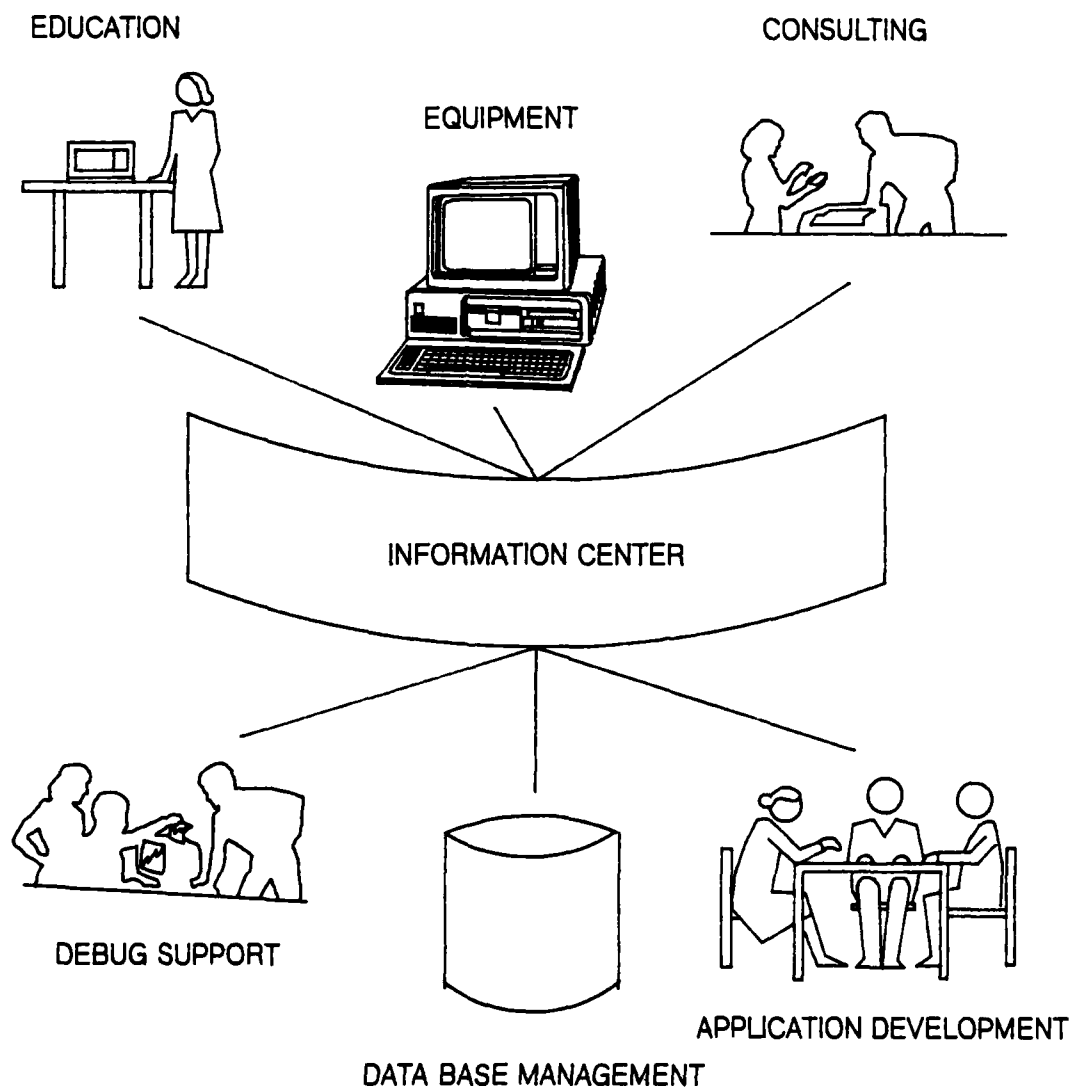 EDUCATION
CONSULTING
EQUIPMENT
INFORMATION CENTER
DEBUG SUPPORT
APPLICATION DEVELOPMENT
DATA BASE MANAGEMENT